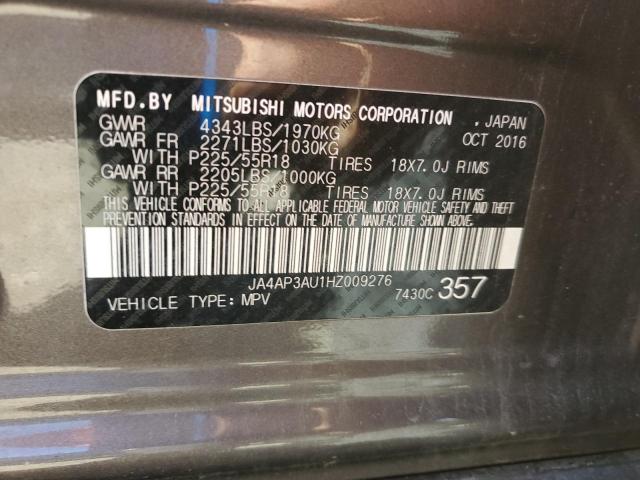 MFD.BY MITSUBISHI MOTORS CORPORATION . JAPAN
GVWR 4343LBS/1970KG OCT 2016
GAWR FR 2271LBS/1030KG
WITH P225/55R18 TIRES 18X7.0J RIMS
GAWR RR 2205LBS/1000KG
WITH P225/55R18 TIRES 18X7.0J RIMS
THIS VEHICLE CONFORMS TO ALL APPLICABLE FEDERAL MOTOR VEHICLE SAFETY AND THEFT
PREVENTION STANDARDS IN EFFECT ON THE DATE OF MANUFACTURE SHOWN ABOVE.
JA4AP3AU1HZ009276
VEHICLE TYPE: MPV 7430C 357